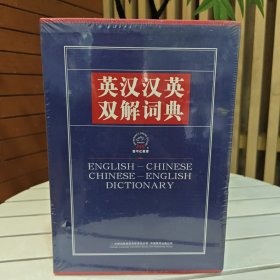 英汉汉英
双解词典
ENGLISH–CHINESE
CHINESE–ENGLISH
DICTIONARY